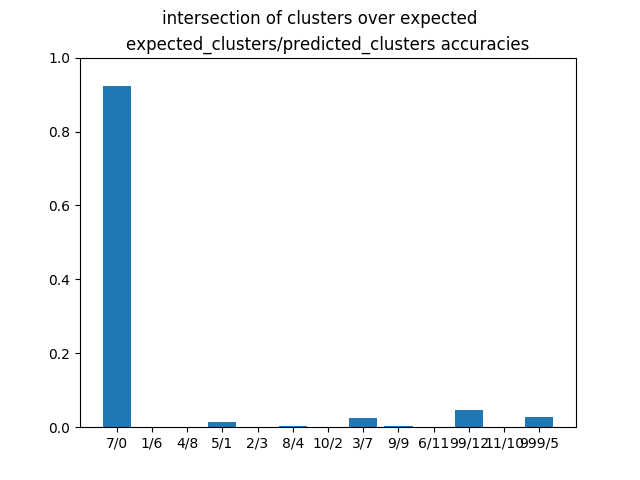 intersection of clusters over expected
expected_clusters/predicted_clusters accuracies
1.0
0.8
0.6
0.4
0.2
0.0
7/0 1/6 4/8 5/1 2/3 8/4 10/2 3/7 9/9 6/11 99/12 11/10 999/5